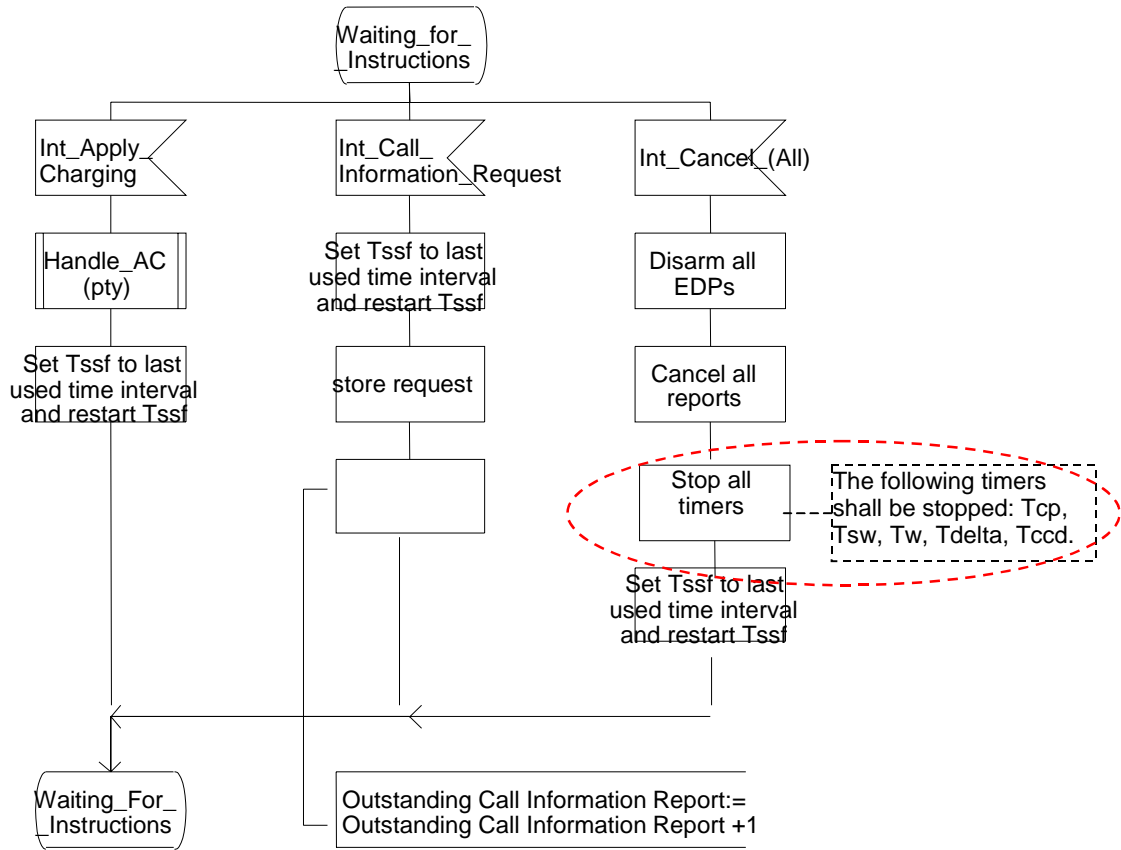 Waiting_for_
_Instructions
Int_Apply_
Charging
Int_Call_
Information_Request
Int_Cancel_(All)
Handle_AC
(pty)
Set Tssf to last
used time interval
and restart Tssf
Disarm all
EDPs
Set Tssf to last
used time interval
and restart Tssf
store request
Cancel all
reports
Stop all
timers
The following timers
shall be stopped: Tcp,
Tsw, Tw, Tdelta, Tccd.
Set Tssf to last
used time interval
and restart Tssf
Waiting_For_
_Instructions
Outstanding Call Information Report:=
Outstanding Call Information Report +1